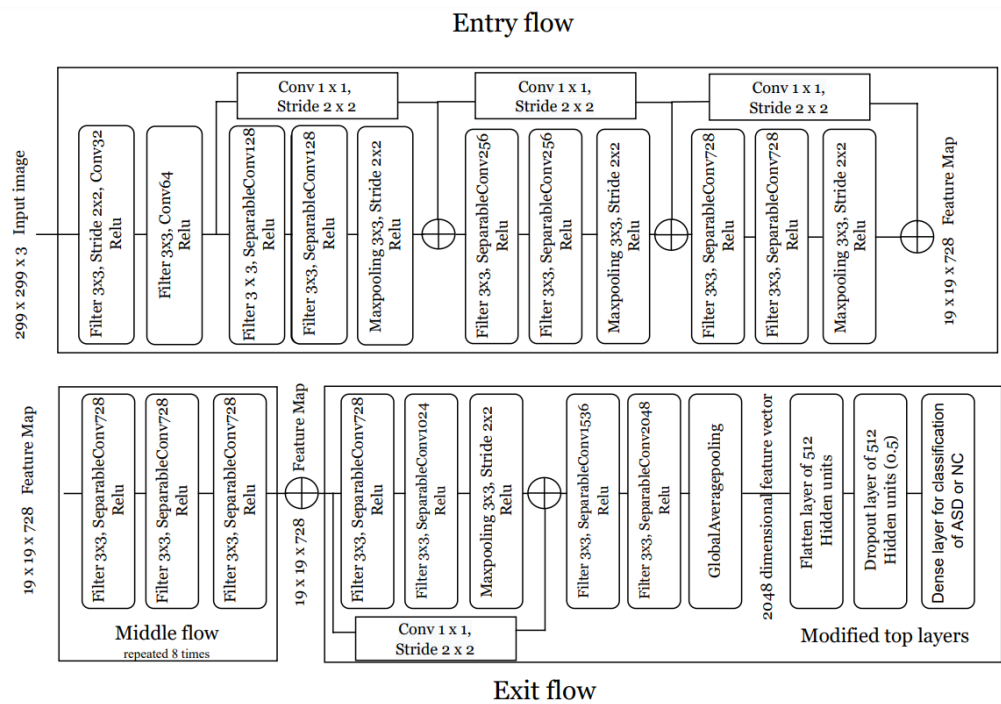 Entry flow
Conv 1 x 1,
Stride 2 x 2
Conv 1 x 1,
Stride 2 x 2
Conv 1 x 1,
Stride 2 x 2
299 x 299 x 3 Input image
Filter 3x3, Stride 2x2, Conv32
Relu
Filter 3x3, Conv64
Relu
Filter 3 x 3, SeparableConv128
Relu
Filter 3x3, SeparableConv128
Relu
Maxpooling 3x3, Stride 2x2
Relu
Filter 3x3, SeparableConv256
Relu
Filter 3x3, SeparableConv256
Relu
Maxpooling 3x3, Stride 2x2
Relu
Filter 3x3, SeparableConv728
Relu
Filter 3x3, SeparableConv728
Relu
Maxpooling 3x3, Stride 2x2
Relu
19 x 19 x 728 Feature Map
19 x 19 x 728 Feature Map
Filter 3x3, SeparableConv728
Relu
Filter 3x3, SeparableConv728
Relu
Filter 3x3, SeparableConv728
Relu
Middle flow
repeated 8 times
19 x 19 x 728 Feature Map
Filter 3x3, SeparableConv728
Relu
Filter 3x3, SeparableConv1024
Relu
Maxpooling 3x3, Stride 2x2
Relu
Conv 1 x 1,
Stride 2 x 2
Filter 3x3, SeparableConv1536
Relu
Filter 3x3, SeparableConv2048
Relu
GlobalAveragepooling
2048 dimensional feature vector
Flatten layer of 512
Hidden units
Dropout layer of 512
Hidden units (0.5)
Dense layer for classification
of ASD or NC
Modified top layers
Exit flow